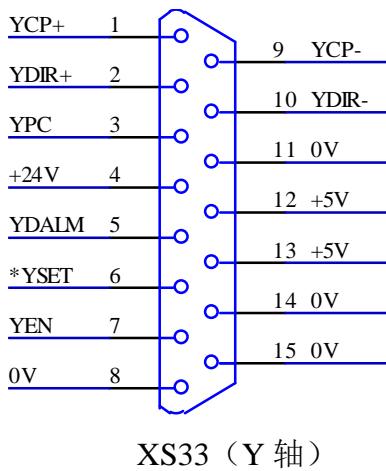 YCP+ 1
9 YCP-
YDIR+ 2
10 YDIR-
YPC 3
11 0V
+24V 4
12 +5V
YDALM 5
13 +5V
*YSET 6
14 0V
YEN 7
15 0V
0V 8
XS33（Y 轴）